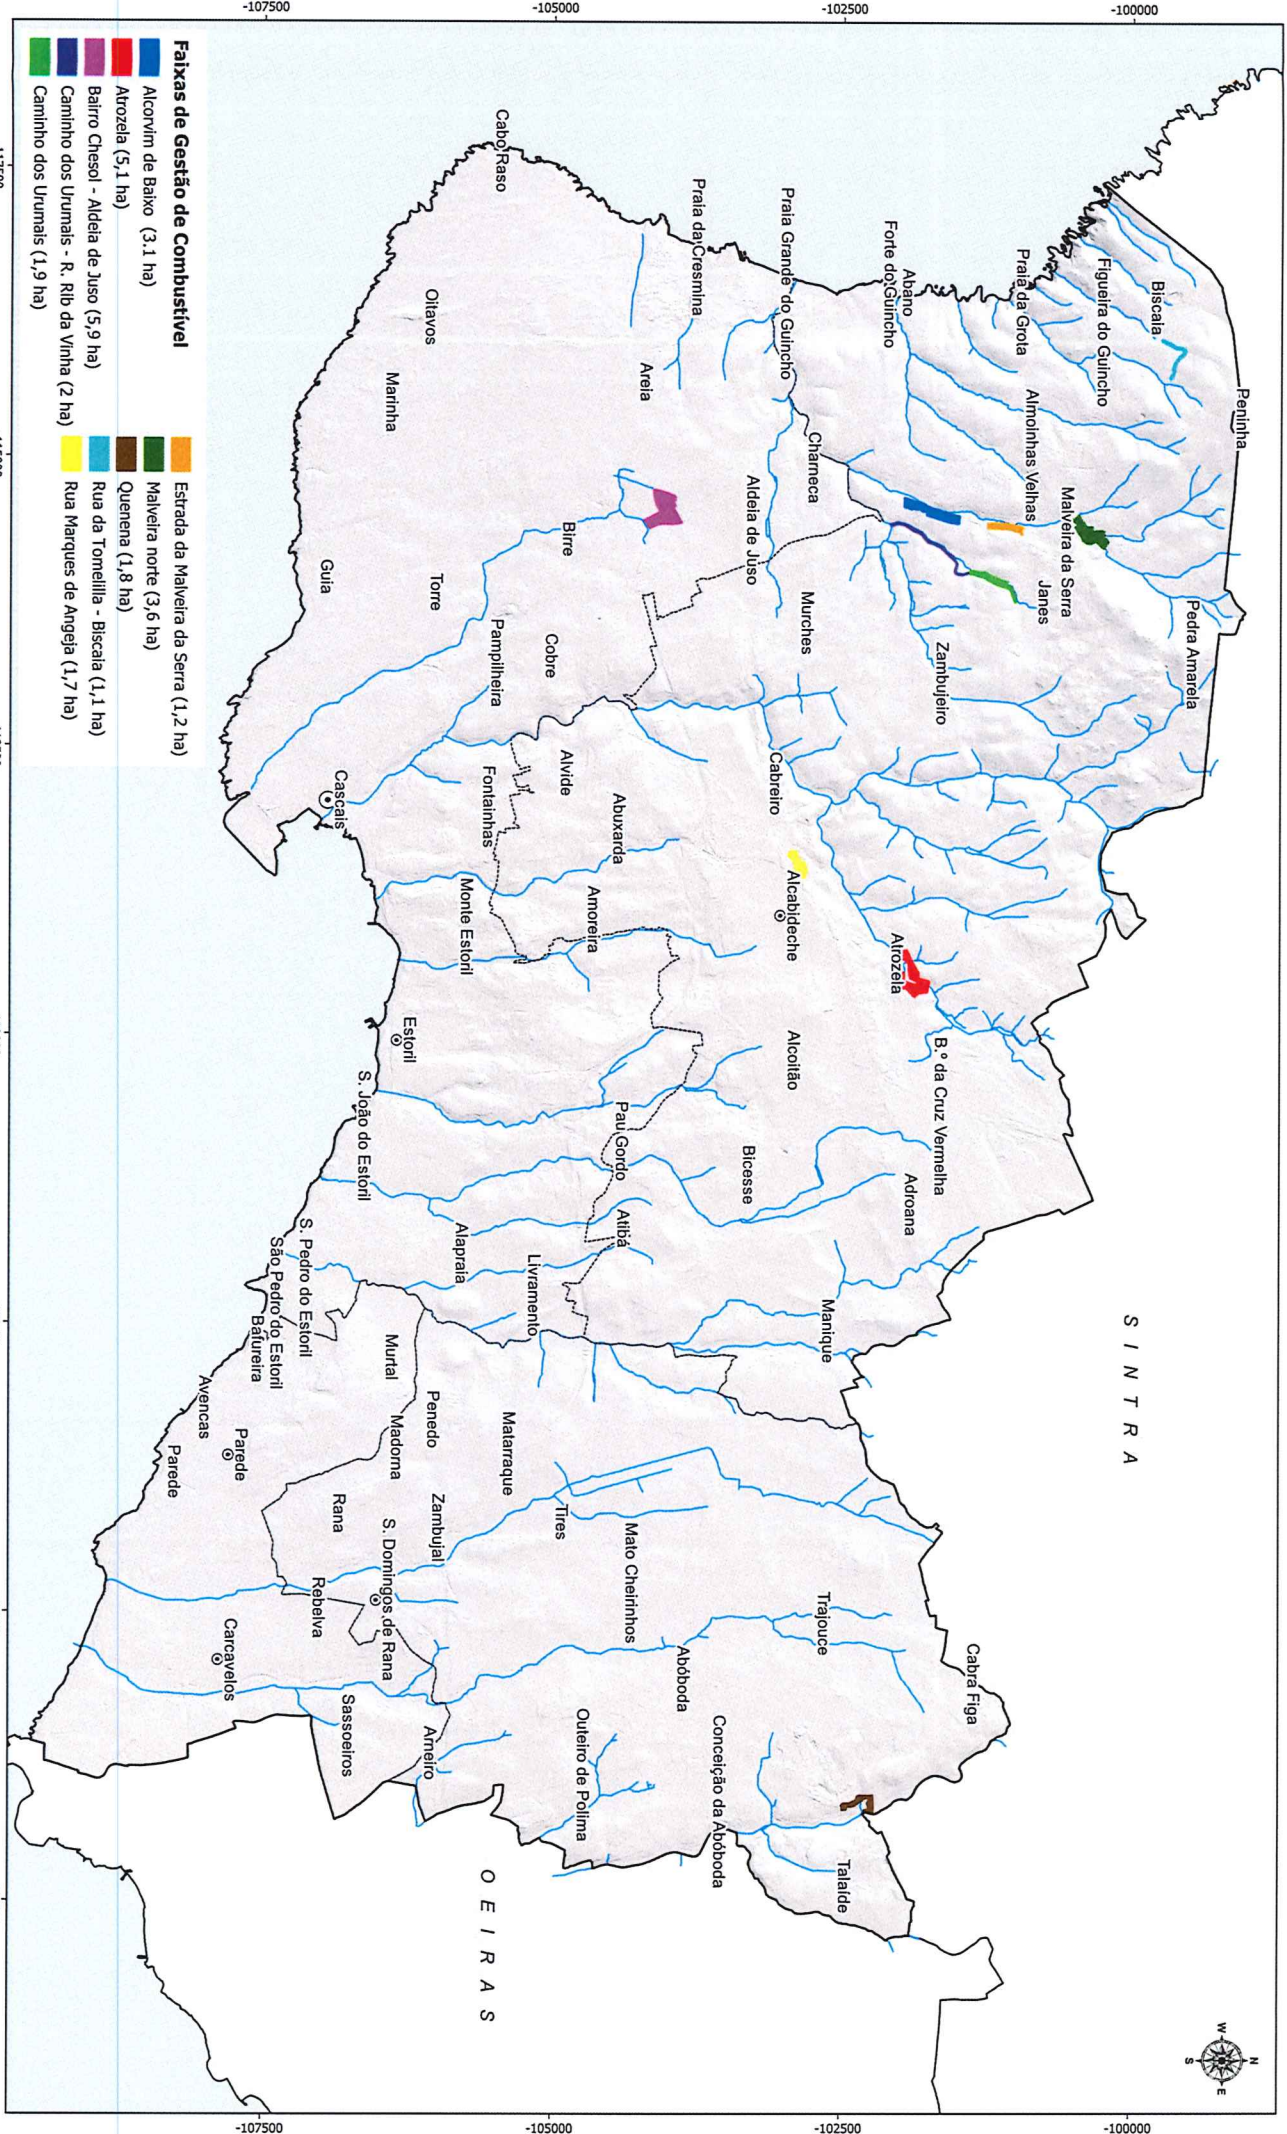 -107500
-105000
-102500
-100000
Peninha
Biscaia
Figueira do Guincho
Praia da Grota
Abano
Forte do Guincho
Praia Grande do Guincho
Praia da Cresmina
Cabo Raso
Almoinhas Velhas
Malveira da Serra
Janes
Pedra Amarela
Charneca
Aldeia de Juso
Murches
Zambujeiro
Areia
Oitavos
Marinha
Birre
Torre
Guia
Cobre
Pampilheira
Cabreiro
Alvide
Fontainhas
Cascais
Abuxarda
Amoreira
Monte Estoril
Alcabideche
Atrozela
Estoril
Alcoitão
B.º da Cruz Vermelha
S. João do Estoril
Pau Gordo
Bicesse
Adroana
Atibá
Alapraia
Livramento
S. Pedro do Estoril
São Pedro do Estoril
Bafureira
Manique
Murtal
Penedo
Madorna
Matarraque
Avencas
Parede
Parede
Rana
Zambujal
S. Domingos de Rana
Tires
Mato Cheirinhos
Trajouce
Rebelva
Carcavelos
Sassoeiros
Arneiro
Abóboda
Cabra Figa
Outeiro de Polima
Conceição da Abóboda
Talaíde
SINTRA
OEIRAS
N
W
E
S
Faixas de Gestão de Combustível
Alcorvim de Baixo (3.1 ha)
Atrozela (5,1 ha)
Bairro Chesol - Aldeia de Juso (5,9 ha)
Caminho dos Urumais - R. Rib da Vinha (2 ha)
Caminho dos Urumais (1,9 ha)
Estrada da Malveira da Serra (1,2 ha)
Malveira norte (3,6 ha)
Quenena (1,8 ha)
Rua da Tomelilla - Biscaia (1,1 ha)
Rua Marques de Angeja (1,7 ha)
-107500
-105000
-102500
-100000